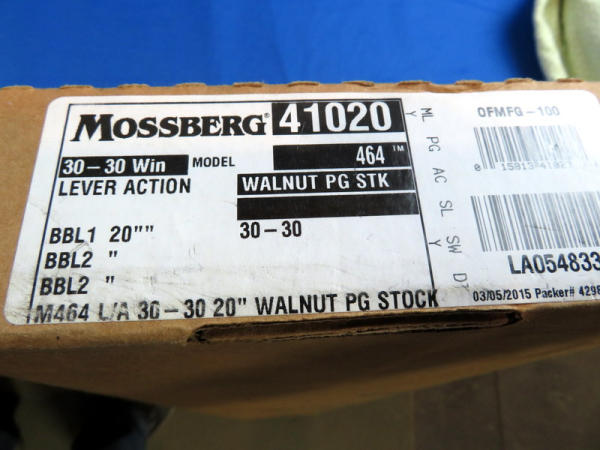 MOSSBERG® 41020
30-30 Win MODEL 464 ™
LEVER ACTION WALNUT PG STK
BBL1 20"" 30-30
BBL2 "
BBL2 "
M464 L/A 30-30 20" WALNUT PG STOCK
ML PG AC SL SW
Y Y
OFMFG-100
LA054833
03/05/2015 Packer# 4298